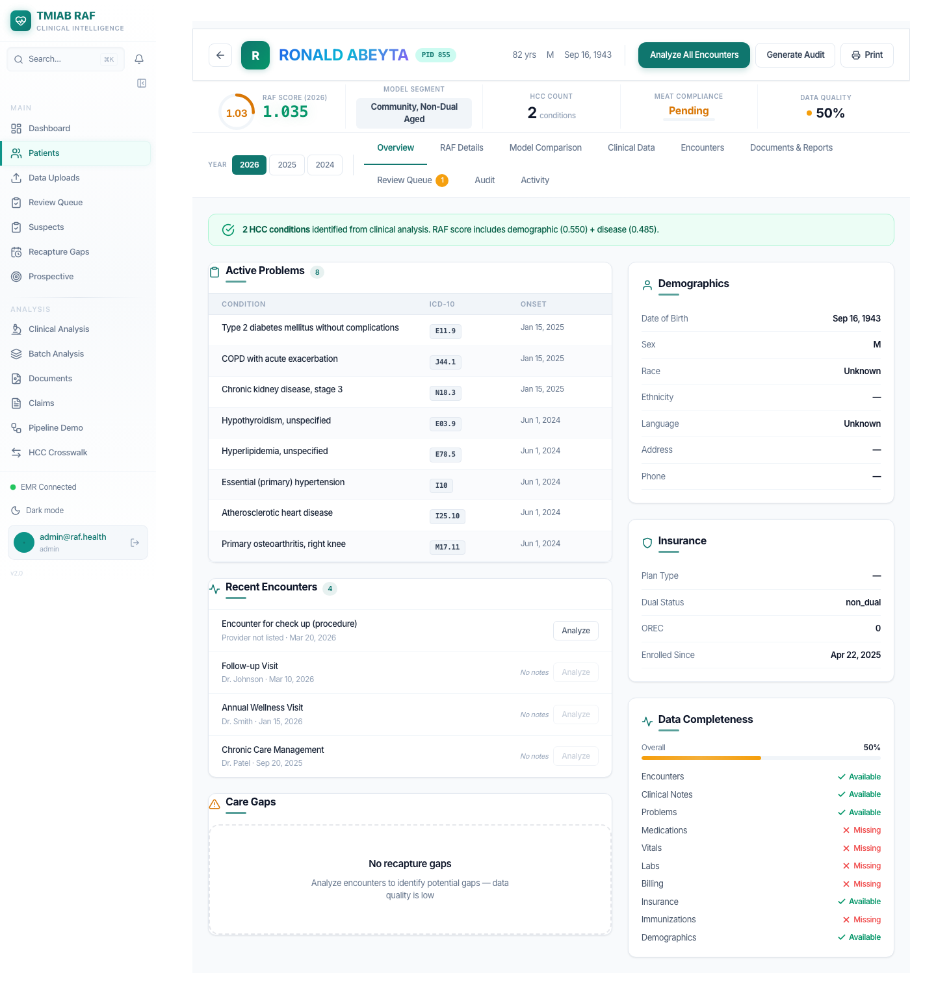 TMIAB RAF
CLINICAL INTELLIGENCE
Search...
⌘K
MAIN
Dashboard
Patients
Data Uploads
Review Queue
Suspects
Recapture Gaps
Prospective
ANALYSIS
Clinical Analysis
Batch Analysis
Documents
Claims
Pipeline Demo
HCC Crosswalk
EMR Connected
Dark mode
admin@raf.health
admin
v2.0
R
RONALD ABEYTA
PID 855
82 yrs M Sep 16, 1943
Analyze All Encounters
Generate Audit
Print
1.03
RAF SCORE (2026)
1.035
MODEL SEGMENT
Community, Non-Dual
Aged
HCC COUNT
2 conditions
MEAT COMPLIANCE
Pending
DATA QUALITY
50%
YEAR 2026 2025 2024
Overview RAF Details Model Comparison Clinical Data Encounters Documents & Reports
Review Queue 1 Audit Activity
2 HCC conditions identified from clinical analysis. RAF score includes demographic (0.550) + disease (0.485).
Active Problems 8
CONDITION ICD-10 ONSET
Type 2 diabetes mellitus without complications E11.9 Jan 15, 2025
COPD with acute exacerbation J44.1 Jan 15, 2025
Chronic kidney disease, stage 3 N18.3 Jan 15, 2025
Hypothyroidism, unspecified E03.9 Jun 1, 2024
Hyperlipidemia, unspecified E78.5 Jun 1, 2024
Essential (primary) hypertension I10 Jun 1, 2024
Atherosclerotic heart disease I25.10 Jun 1, 2024
Primary osteoarthritis, right knee M17.11 Jun 1, 2024
Recent Encounters 4
Encounter for check up (procedure)
Provider not listed · Mar 20, 2026
Analyze
Follow-up Visit
Dr. Johnson · Mar 10, 2026
No notes Analyze
Annual Wellness Visit
Dr. Smith · Jan 15, 2026
No notes Analyze
Chronic Care Management
Dr. Patel · Sep 20, 2025
No notes Analyze
Care Gaps
No recapture gaps
Analyze encounters to identify potential gaps — data
quality is low
Demographics
Date of Birth Sep 16, 1943
Sex M
Race Unknown
Ethnicity —
Language Unknown
Address —
Phone —
Insurance
Plan Type —
Dual Status non_dual
OREC 0
Enrolled Since Apr 22, 2025
Data Completeness
Overall 50%
Encounters Available
Clinical Notes Available
Problems Available
Medications Missing
Vitals Missing
Labs Missing
Billing Missing
Insurance Available
Immunizations Missing
Demographics Available